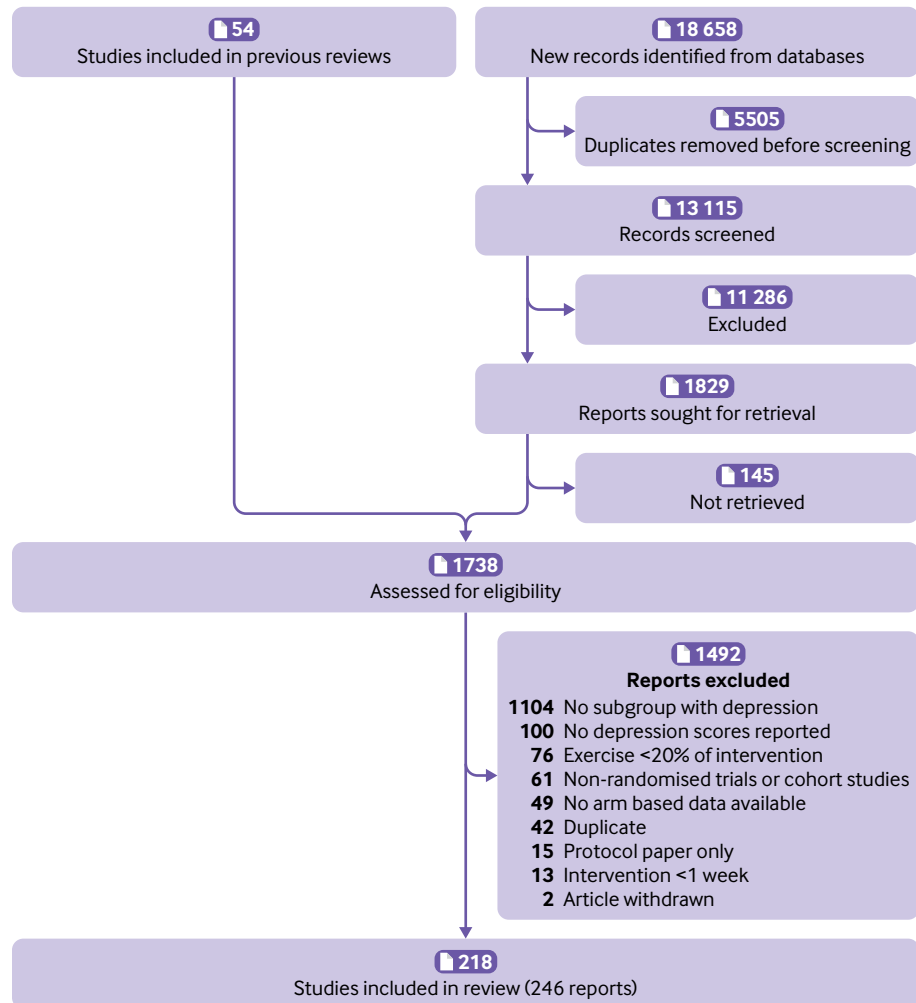 54
Studies included in previous reviews
18 658
New records identified from databases
5505
Duplicates removed before screening
13 115
Records screened
11 286
Excluded
1829
Reports sought for retrieval
145
Not retrieved
1738
Assessed for eligibility
1492
Reports excluded
1104 No subgroup with depression
100 No depression scores reported
76 Exercise <20% of intervention
61 Non-randomised trials or cohort studies
49 No arm based data available
42 Duplicate
15 Protocol paper only
13 Intervention <1 week
2 Article withdrawn
218
Studies included in review (246 reports)